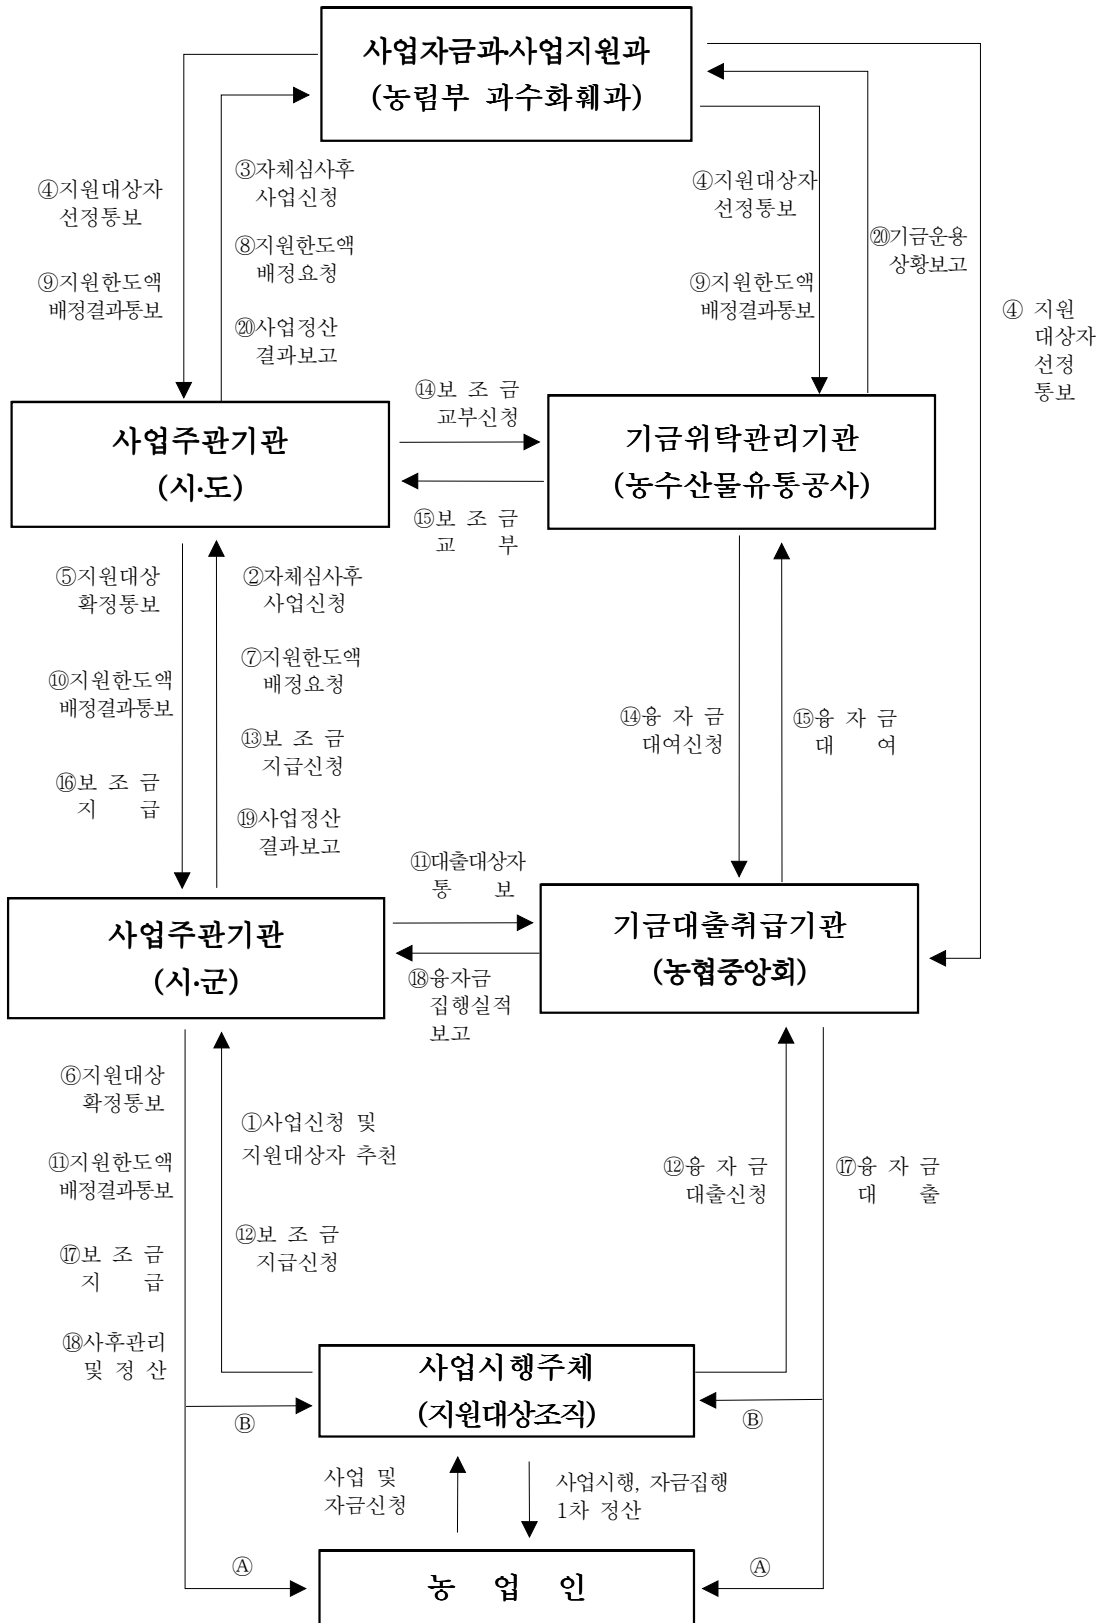 사업자금과·사업지원과
(농림부 과수화훼과)
③자체심사후
사업신청
④지원대상자
선정통보
④지원대상자
선정통보
⑧지원한도액
배정요청
⑳기금운용
상황보고
⑨지원한도액
배정결과통보
⑨지원한도액
배정결과통보
④ 지원
대상자
선정
통보
⑳사업정산
결과보고
⑭보 조 금
교부신청
사업주관기관
(시·도)
기금위탁관리기관
(농수산물유통공사)
⑮보 조 금
교 부
⑤지원대상
확정통보
②자체심사후
사업신청
⑦지원한도액
배정요청
⑩지원한도액
배정결과통보
⑬보 조 금
지급신청
⑭융 자 금
대여신청
⑮융 자 금
대 여
⑯보 조 금
지 급
⑲사업정산
결과보고
⑪대출대상자
통 보
사업주관기관
(시·군)
기금대출취급기관
(농협중앙회)
⑱융자금
집행실적
보고
⑥지원대상
확정통보
①사업신청 및
지원대상자 추천
⑪지원한도액
배정결과통보
⑫융 자 금
대출신청
⑰융 자 금
대 출
⑫보 조 금
지급신청
⑰보 조 금
지 급
⑱사후관리
및 정 산
사업시행주체
(지원대상조직)
Ⓑ
Ⓑ
사업 및
자금신청
사업시행, 자금집행
1차 정산
Ⓐ
Ⓐ
농 업 인